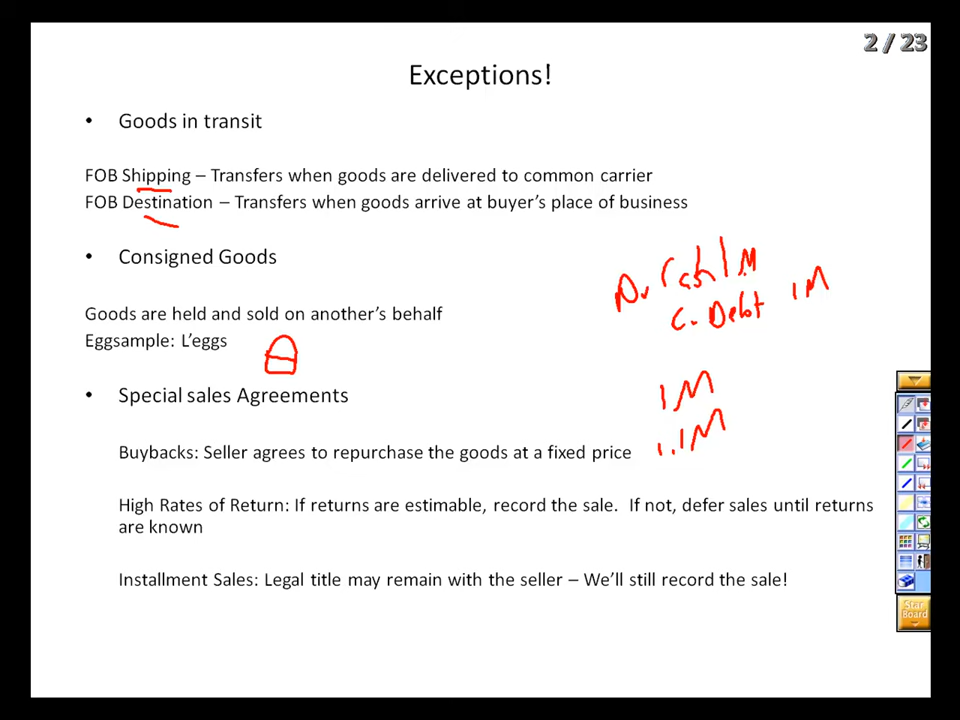 2 / 23
Exceptions!
• Goods in transit
FOB Shipping – Transfers when goods are delivered to common carrier
FOB Destination – Transfers when goods arrive at buyer's place of business
• Consigned Goods
Dr Cash 1M
C. Debt 1M
Goods are held and sold on another's behalf
Eggsample: L'eggs
• Special sales Agreements
1M
1.1M
Buybacks: Seller agrees to repurchase the goods at a fixed price
High Rates of Return: If returns are estimable, record the sale.  If not, defer sales until returns
are known
Installment Sales: Legal title may remain with the seller – We'll still record the sale!
Star
Board